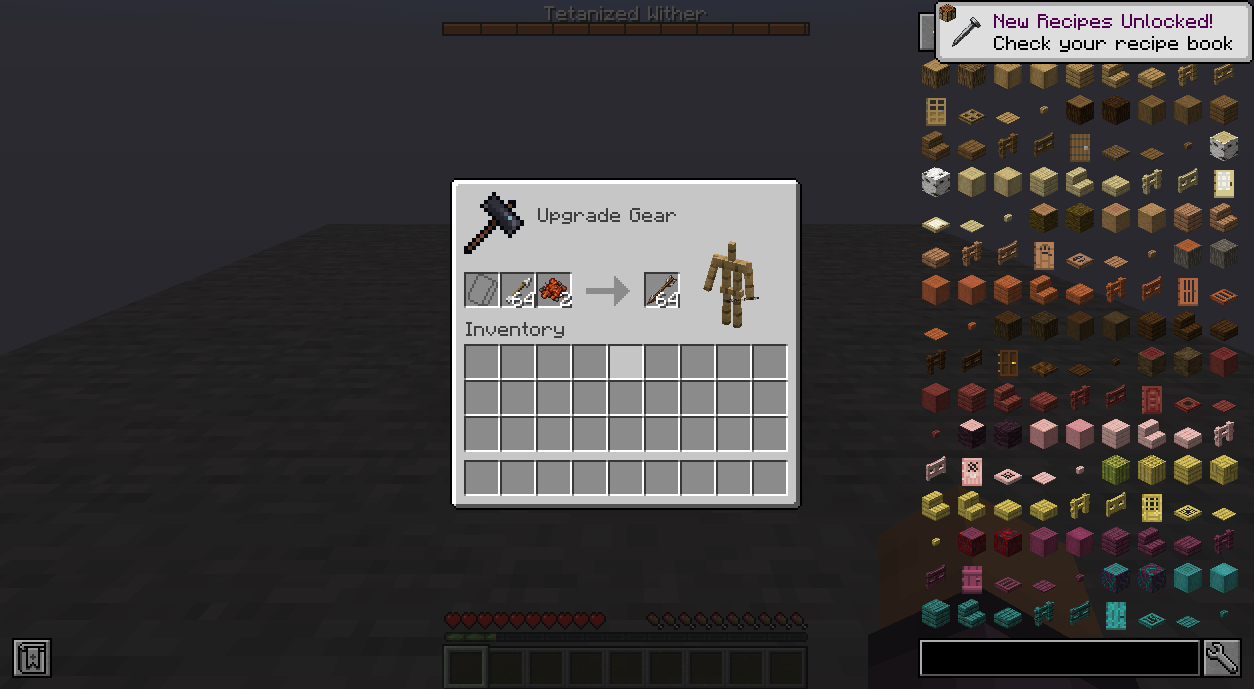 Tetanized Wither
New Recipes Unlocked!
Check your recipe book
Upgrade Gear
64
2
64
Inventory